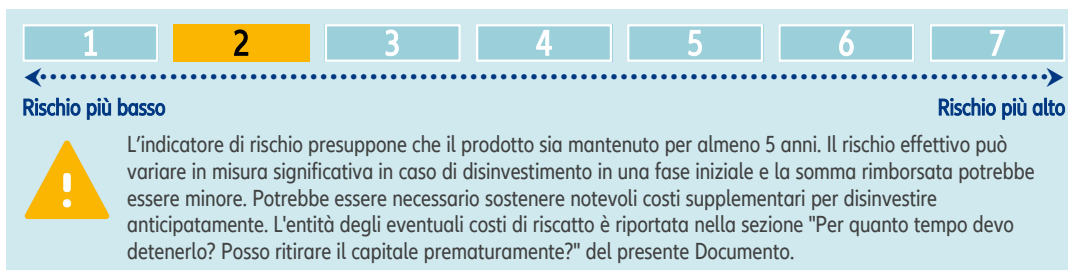 1 2 3 4 5 6 7
Rischio più basso Rischio più alto
L'indicatore di rischio presuppone che il prodotto sia mantenuto per almeno 5 anni. Il rischio effettivo può
variare in misura significativa in caso di disinvestimento in una fase iniziale e la somma rimborsata potrebbe
essere minore. Potrebbe essere necessario sostenere notevoli costi supplementari per disinvestire
anticipatamente. L'entità degli eventuali costi di riscatto è riportata nella sezione "Per quanto tempo devo
detenerlo? Posso ritirare il capitale prematuramente?" del presente Documento.